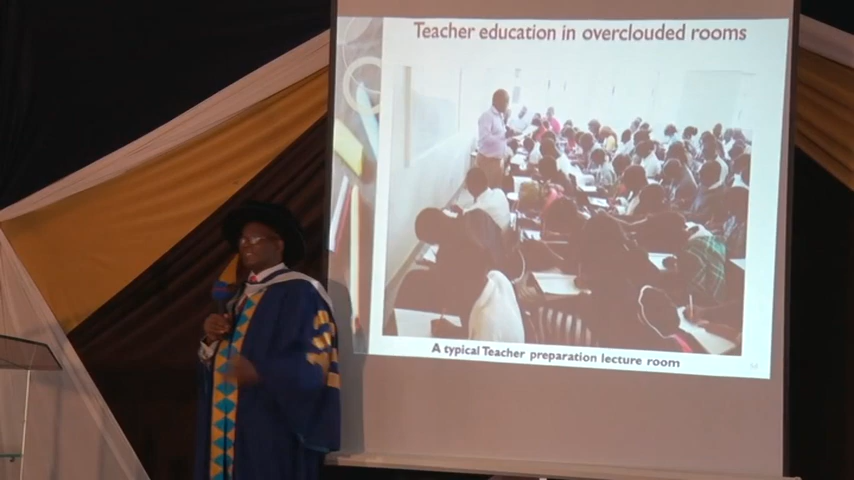 Teacher education in overclouded rooms
A typical Teacher preparation lecture room